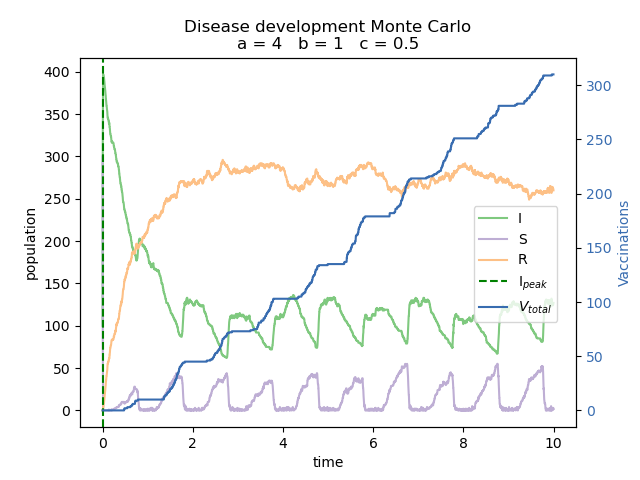 Disease development Monte Carlo
a = 4 b = 1 c = 0.5
400
350
300
250
200
150
100
50
0
population
0 2 4 6 8 10
time
300
250
200
150
100
50
0
Vaccinations
I
S
R
I_peak
V_total